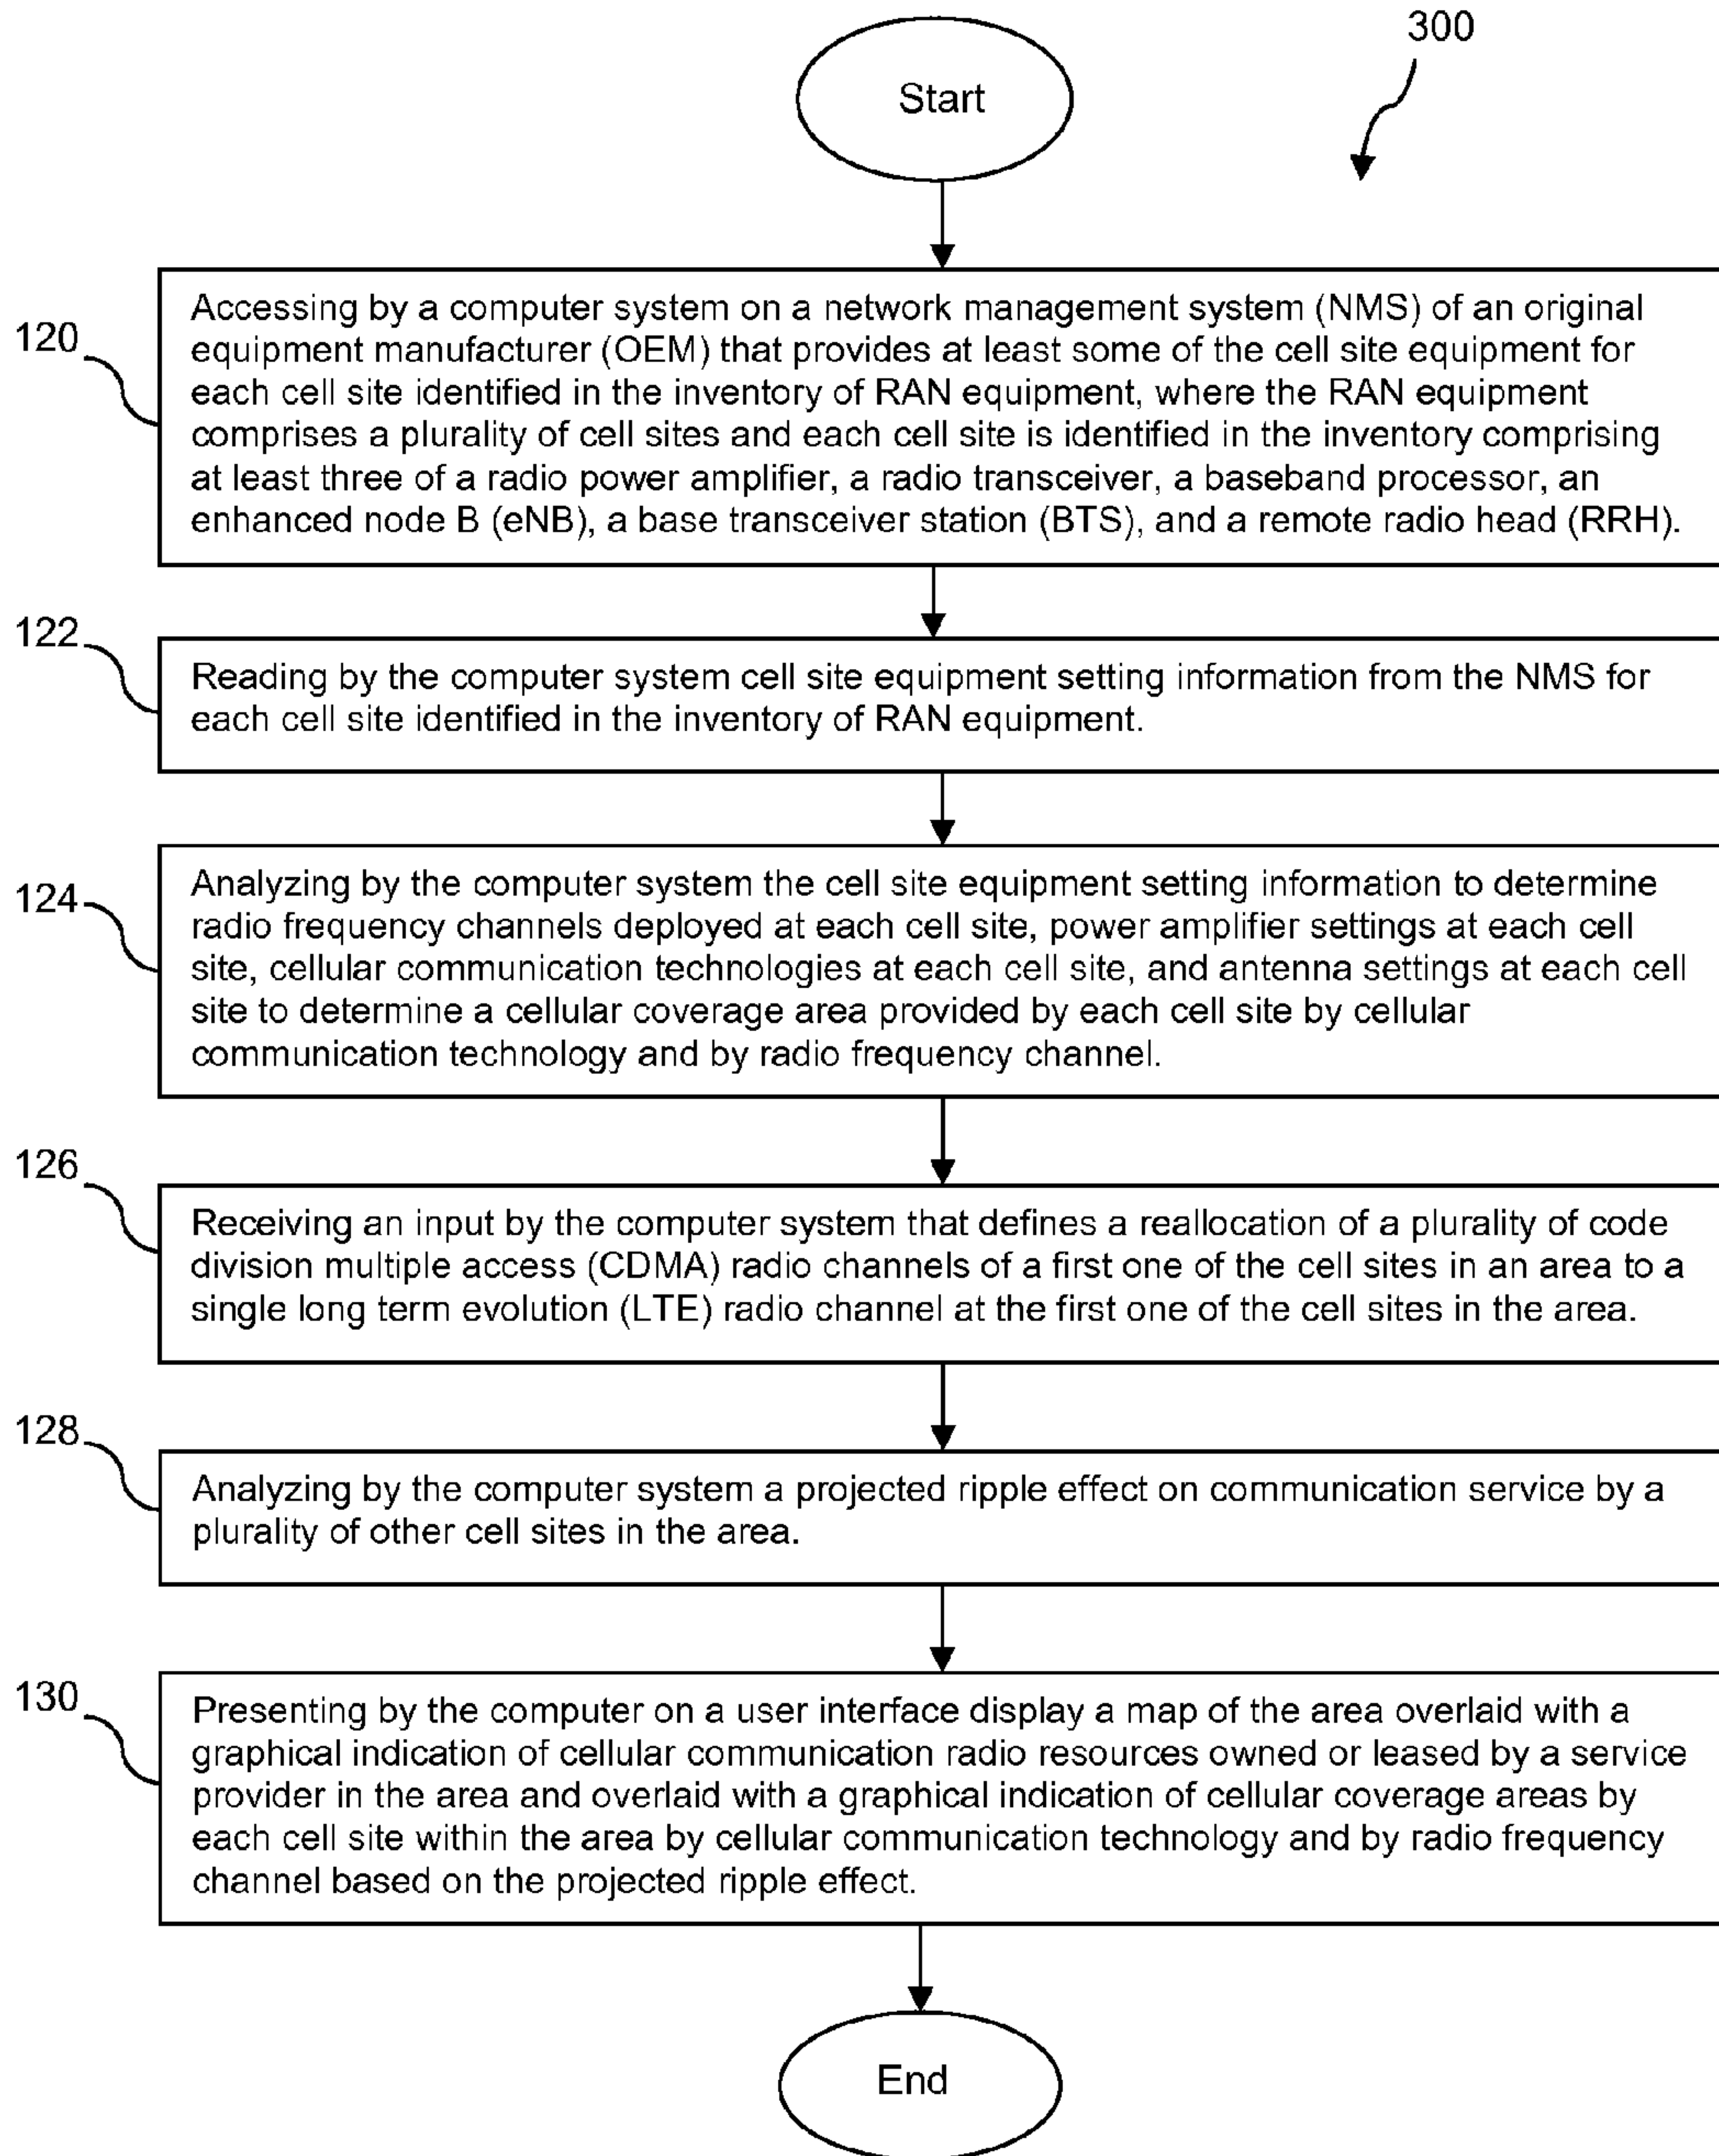 300
Start
120
Accessing by a computer system on a network management system (NMS) of an original
equipment manufacturer (OEM) that provides at least some of the cell site equipment for
each cell site identified in the inventory of RAN equipment, where the RAN equipment
comprises a plurality of cell sites and each cell site is identified in the inventory comprising
at least three of a radio power amplifier, a radio transceiver, a baseband processor, an
enhanced node B (eNB), a base transceiver station (BTS), and a remote radio head (RRH).
122
Reading by the computer system cell site equipment setting information from the NMS for
each cell site identified in the inventory of RAN equipment.
124
Analyzing by the computer system the cell site equipment setting information to determine
radio frequency channels deployed at each cell site, power amplifier settings at each cell
site, cellular communication technologies at each cell site, and antenna settings at each cell
site to determine a cellular coverage area provided by each cell site by cellular
communication technology and by radio frequency channel.
126
Receiving an input by the computer system that defines a reallocation of a plurality of code
division multiple access (CDMA) radio channels of a first one of the cell sites in an area to a
single long term evolution (LTE) radio channel at the first one of the cell sites in the area.
128
Analyzing by the computer system a projected ripple effect on communication service by a
plurality of other cell sites in the area.
130
Presenting by the computer on a user interface display a map of the area overlaid with a
graphical indication of cellular communication radio resources owned or leased by a service
provider in the area and overlaid with a graphical indication of cellular coverage areas by
each cell site within the area by cellular communication technology and by radio frequency
channel based on the projected ripple effect.
End